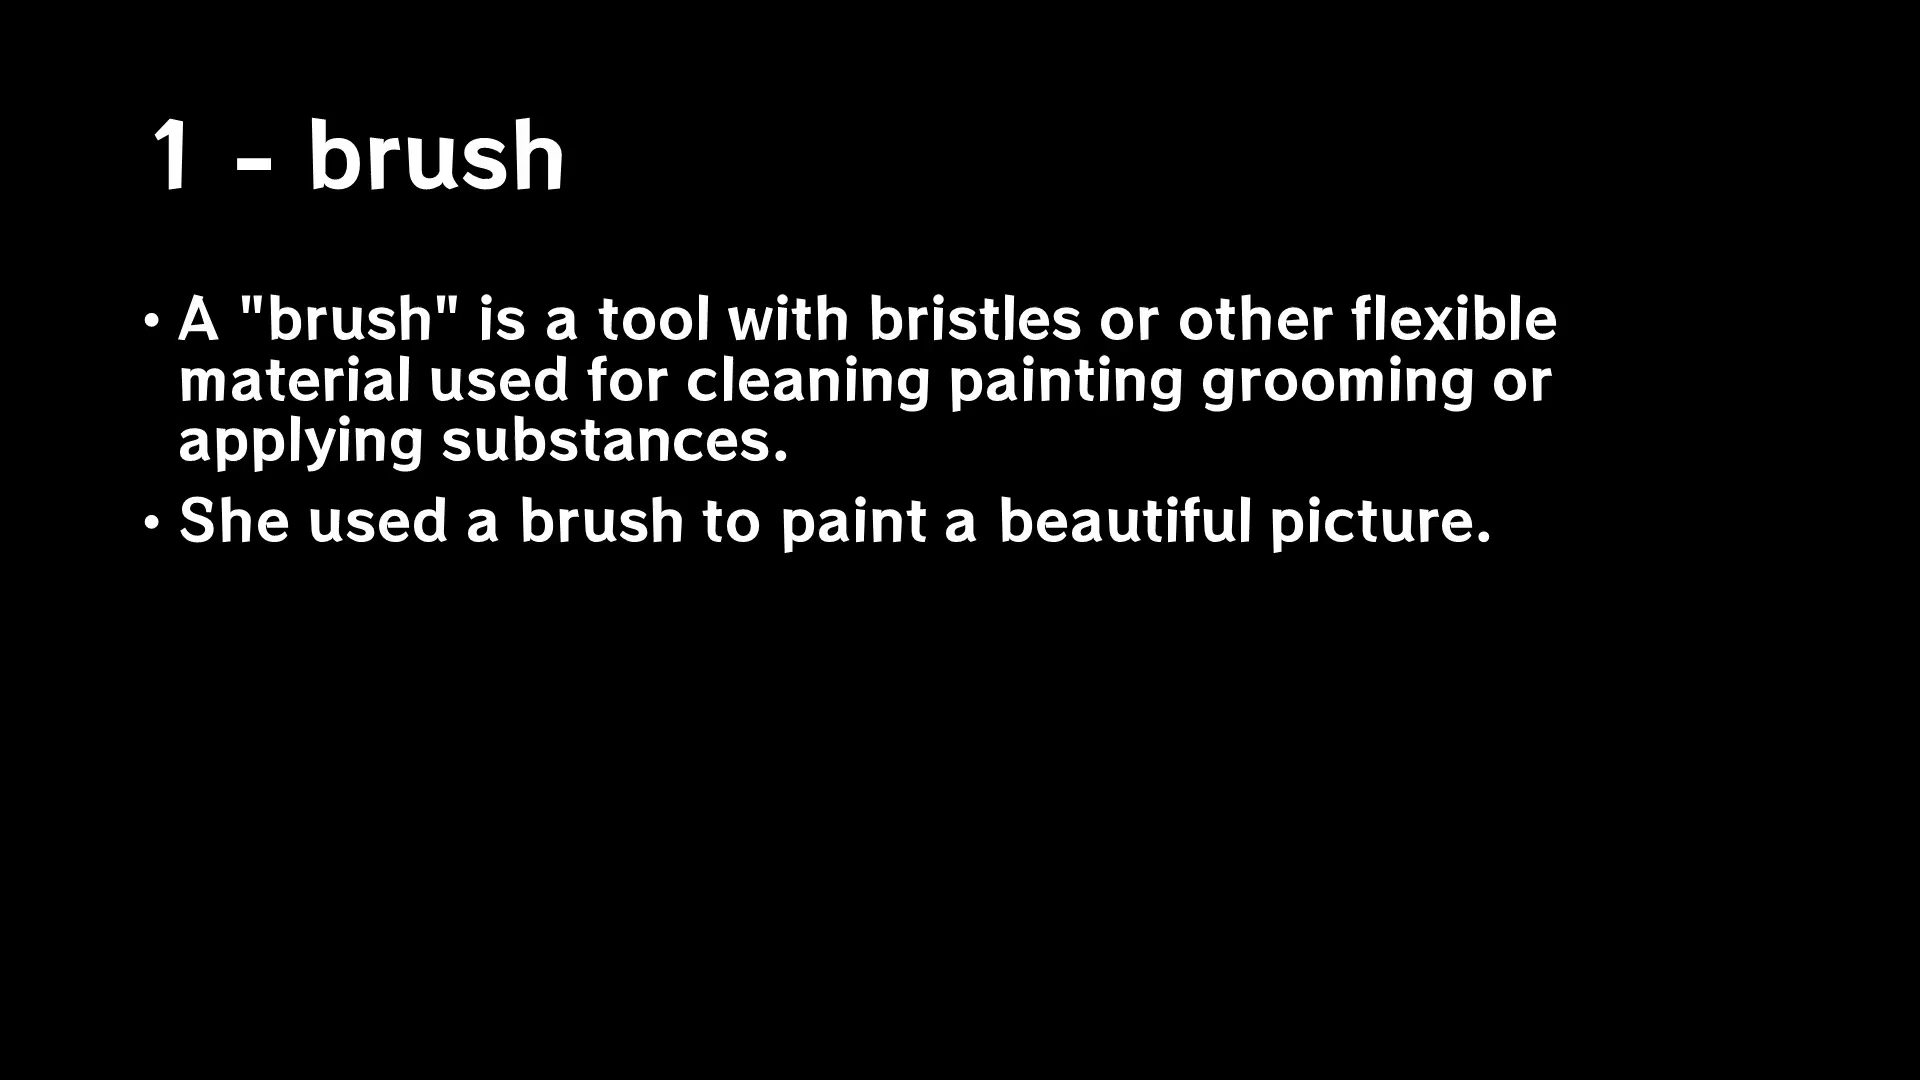 1 - brush
• A "brush" is a tool with bristles or other flexible
material used for cleaning painting grooming or
applying substances.
• She used a brush to paint a beautiful picture.